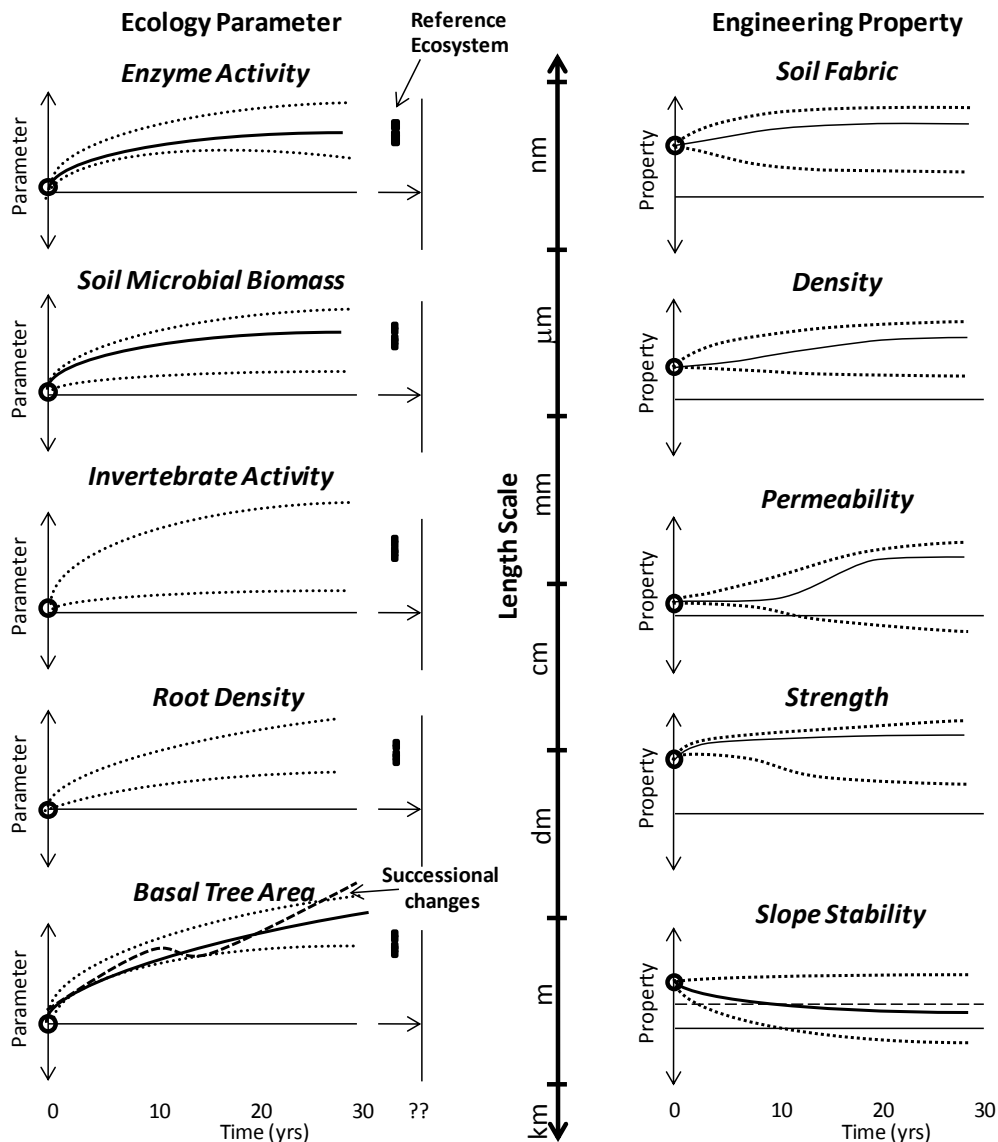 Ecology Parameter
Reference
Ecosystem
Engineering Property
Enzyme Activity
Parameter
nm
Soil Fabric
Property
Soil Microbial Biomass
Parameter
μm
Density
Property
Invertebrate Activity
Parameter
mm
Length Scale
cm
Permeability
Property
Root Density
Parameter
dm
Strength
Property
Basal Tree Area
Successional
changes
Parameter
m
Slope Stability
Property
0 10 20 30 ??
Time (yrs)
km
0 10 20 30
Time (yrs)